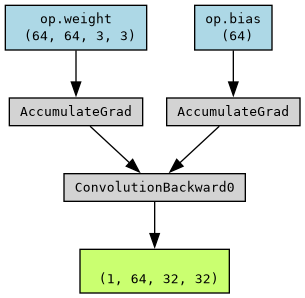 op.weight
(64, 64, 3, 3)
op.bias
(64)
AccumulateGrad
AccumulateGrad
ConvolutionBackward0
(1, 64, 32, 32)